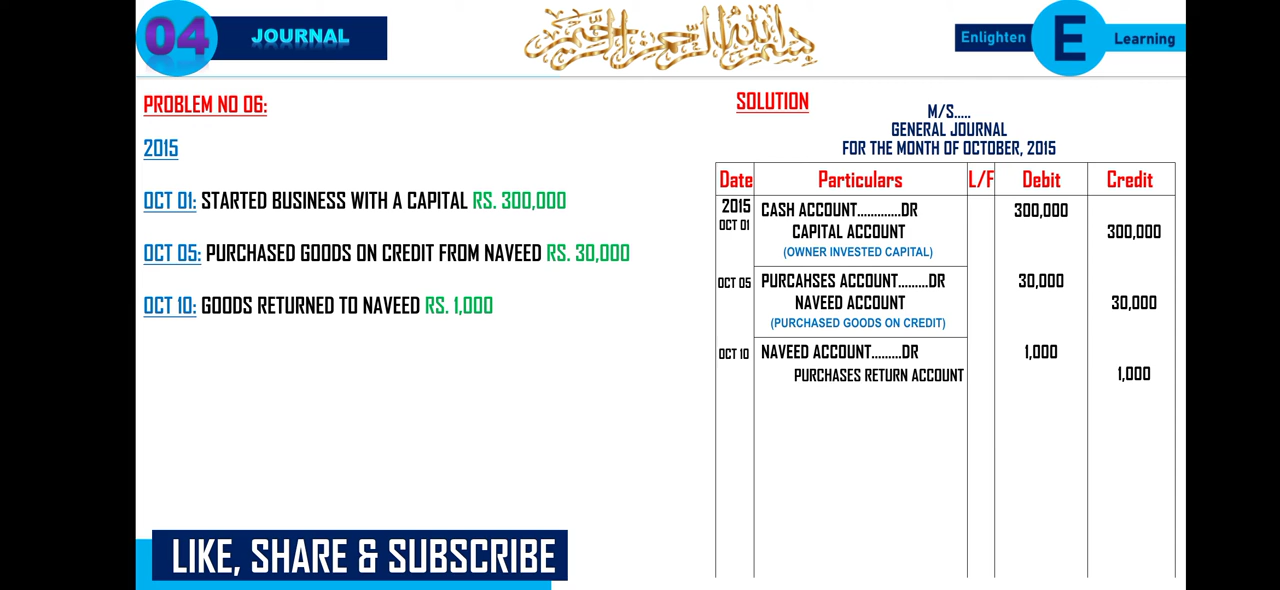 04 JOURNAL
بسم الله الرحمن الرحيم
Enlighten E Learning
PROBLEM NO 06:
2015
OCT 01: STARTED BUSINESS WITH A CAPITAL RS. 300,000
OCT 05: PURCHASED GOODS ON CREDIT FROM NAVEED RS. 30,000
OCT 10: GOODS RETURNED TO NAVEED RS. 1,000
SOLUTION
M/S.....
GENERAL JOURNAL
FOR THE MONTH OF OCTOBER, 2015
Date Particulars L/F Debit Credit
2015
OCT 01 CASH ACCOUNT.............DR 300,000
CAPITAL ACCOUNT 300,000
(OWNER INVESTED CAPITAL)
OCT 05 PURCAHSES ACCOUNT.........DR 30,000
NAVEED ACCOUNT 30,000
(PURCHASED GOODS ON CREDIT)
OCT 10 NAVEED ACCOUNT.........DR 1,000
PURCHASES RETURN ACCOUNT 1,000
LIKE, SHARE & SUBSCRIBE